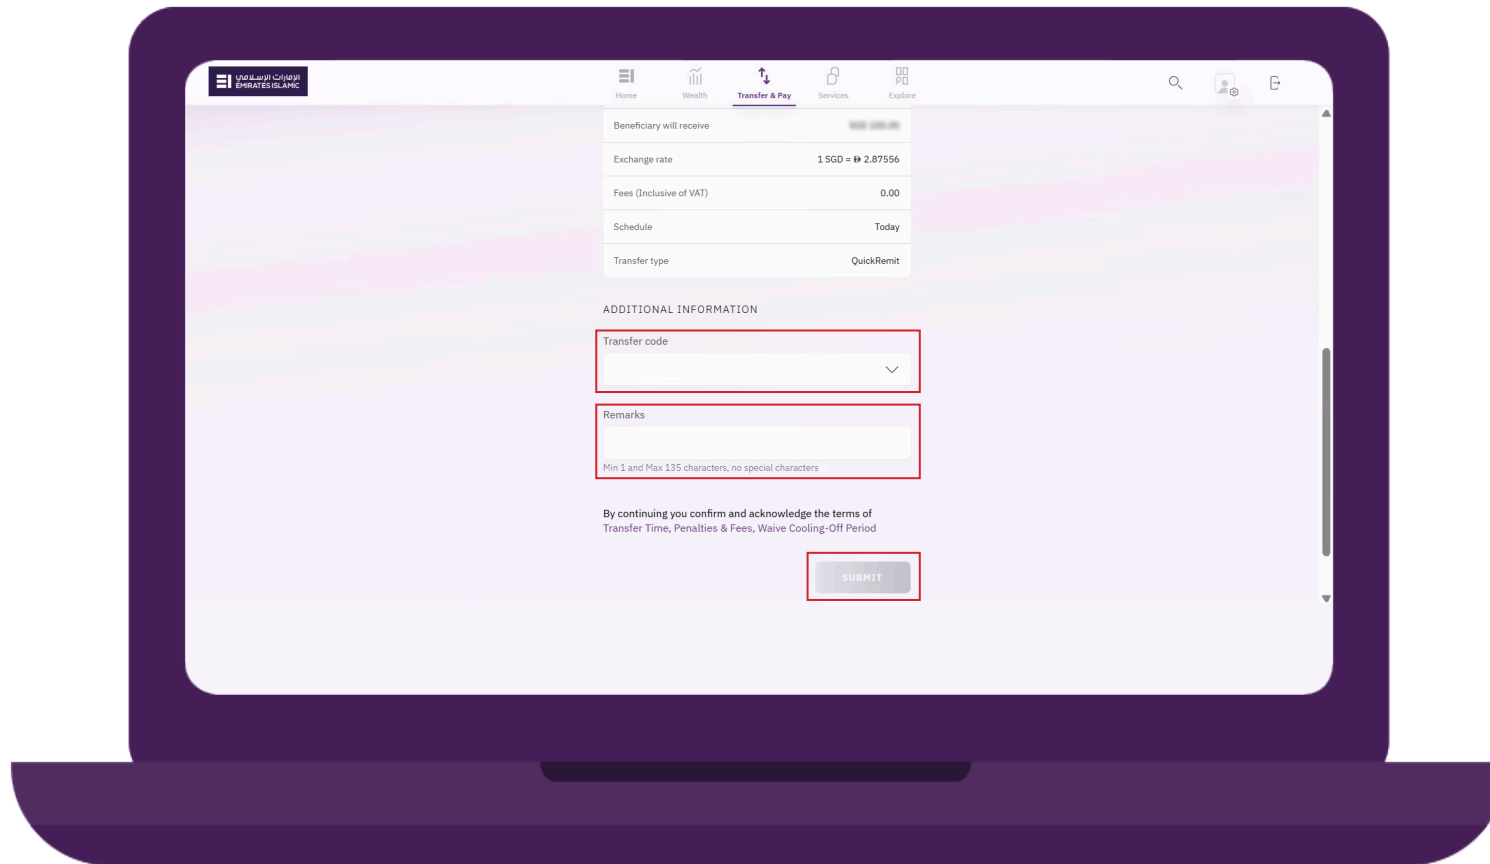 الإمارات الإسلامي
EMIRATES ISLAMIC
Home
Wealth
Transfer & Pay
Services
Explore
Beneficiary will receive
Exchange rate 1 SGD = 2.87556
Fees (Inclusive of VAT) 0.00
Schedule Today
Transfer type QuickRemit
ADDITIONAL INFORMATION
Transfer code
Remarks
Min 1 and Max 135 characters, no special characters
By continuing you confirm and acknowledge the terms of
Transfer Time, Penalties & Fees, Waive Cooling-Off Period
SUBMIT